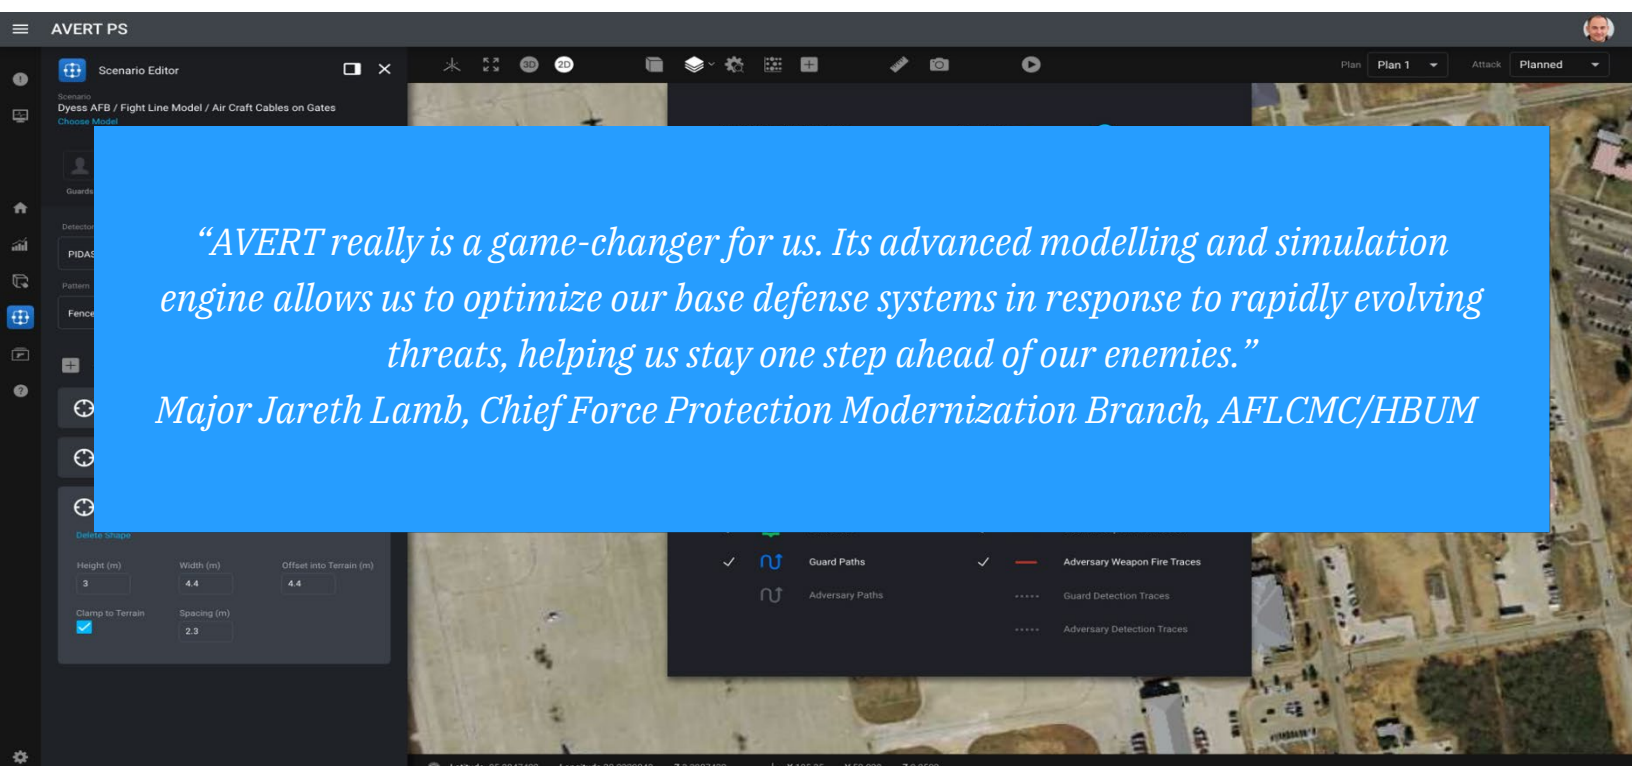 AVERT PS
Scenario Editor
3D
2D
Plan
Plan 1
Attack
Planned
Scenario
Dyess AFB / Fight Line Model / Air Craft Cables on Gates
Choose Model
Guards
Detector
PIDAS
Pattern
Fence
“AVERT really is a game-changer for us. Its advanced modelling and simulation
engine allows us to optimize our base defense systems in response to rapidly evolving
threats, helping us stay one step ahead of our enemies.”
Major Jareth Lamb, Chief Force Protection Modernization Branch, AFLCMC/HBUM
Delete Shape
Height (m)
Width (m)
Offset into Terrain (m)
3
4.4
4.4
Clamp to Terrain
Spacing (m)
2.3
Guard Paths
Adversary Weapon Fire Traces
Adversary Paths
Guard Detection Traces
Adversary Detection Traces